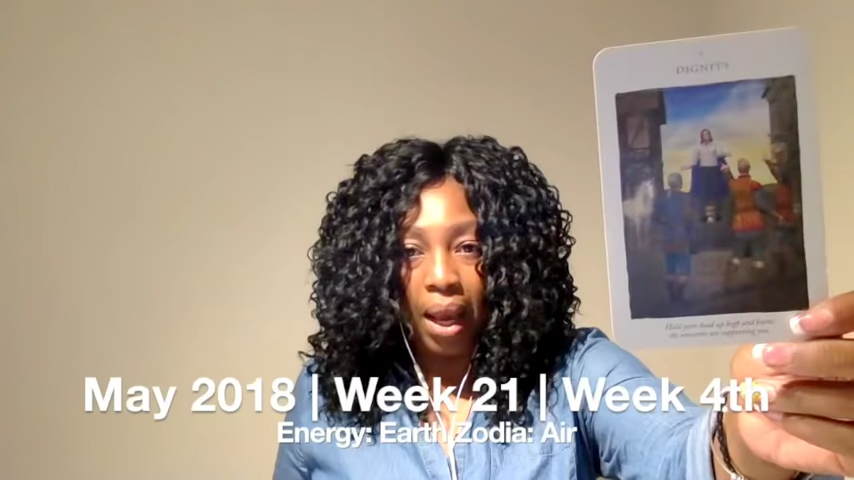 DIGNITY
Hold your head up high and know
the ancestors are supporting you
May 2018 | Week 21 | Week 4th
Energy: Earth Zodia: Air